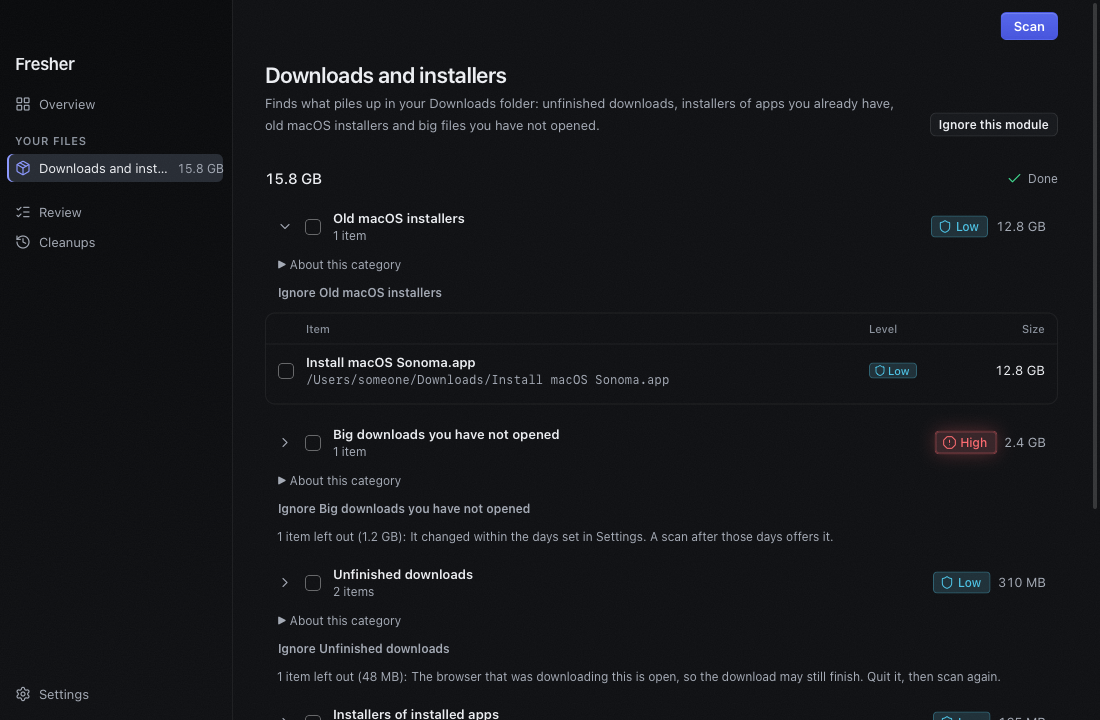 Scan
Fresher
Overview
YOUR FILES
Downloads and inst... 15.8 GB
Review
Cleanups
Settings
Downloads and installers
Finds what piles up in your Downloads folder: unfinished downloads, installers of apps you already have,
old macOS installers and big files you have not opened.
Ignore this module
15.8 GB
Done
Old macOS installers
1 item
Low 12.8 GB
About this category
Ignore Old macOS installers
Item Level Size
Install macOS Sonoma.app
/Users/someone/Downloads/Install macOS Sonoma.app
Low 12.8 GB
Big downloads you have not opened
1 item
High 2.4 GB
About this category
Ignore Big downloads you have not opened
1 item left out (1.2 GB): It changed within the days set in Settings. A scan after those days offers it.
Unfinished downloads
2 items
Low 310 MB
About this category
Ignore Unfinished downloads
1 item left out (48 MB): The browser that was downloading this is open, so the download may still finish. Quit it, then scan again.
Installers of installed apps